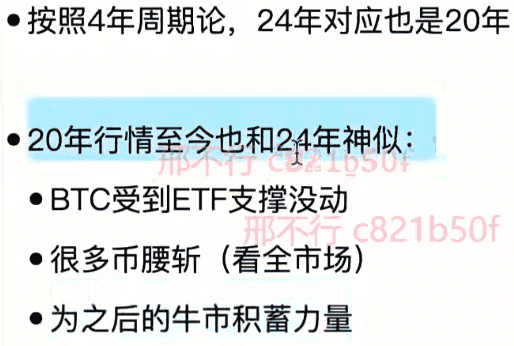 • 按照4年周期论，24年对应也是20年
• 20年行情至今也和24年神似：
邢不行 c821b50f
• BTC受到ETF支撑没动
邢不行 c821b50f
• 很多币腰斩（看全市场）
• 为之后的牛市积蓄力量